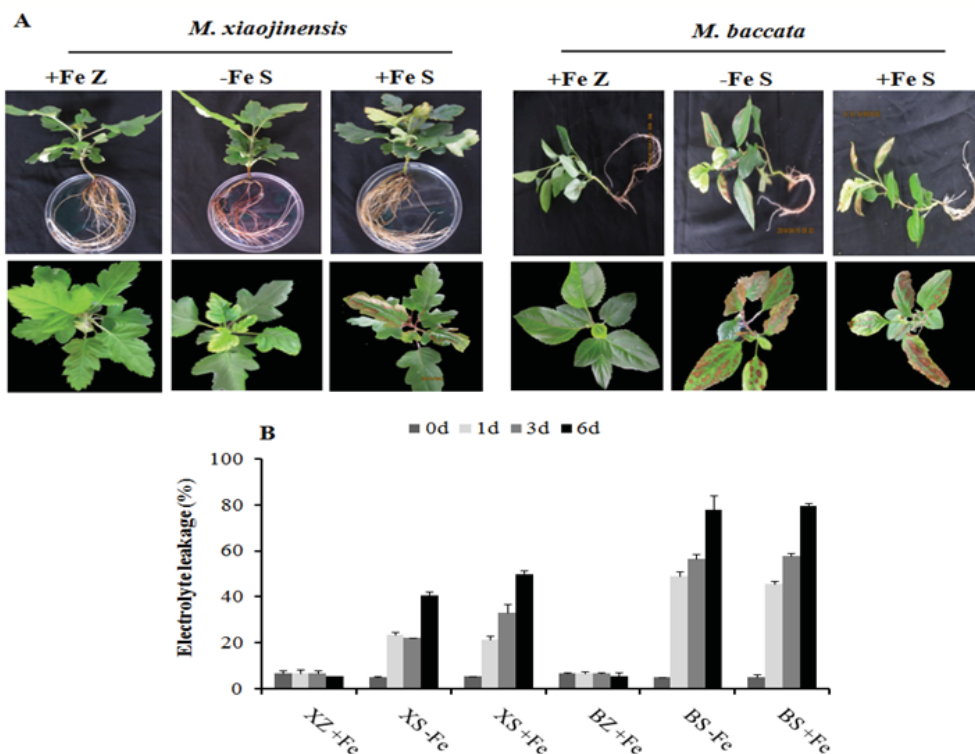 A
M. xiaojinensis
M. baccata
+Fe Z
-Fe S
+Fe S
+Fe Z
-Fe S
+Fe S
B
0d 1d 3d 6d
Electrolyte leakage (%)
100
80
60
40
20
0
XZ +Fe
XS -Fe
XS +Fe
BZ +Fe
BS -Fe
BS +Fe